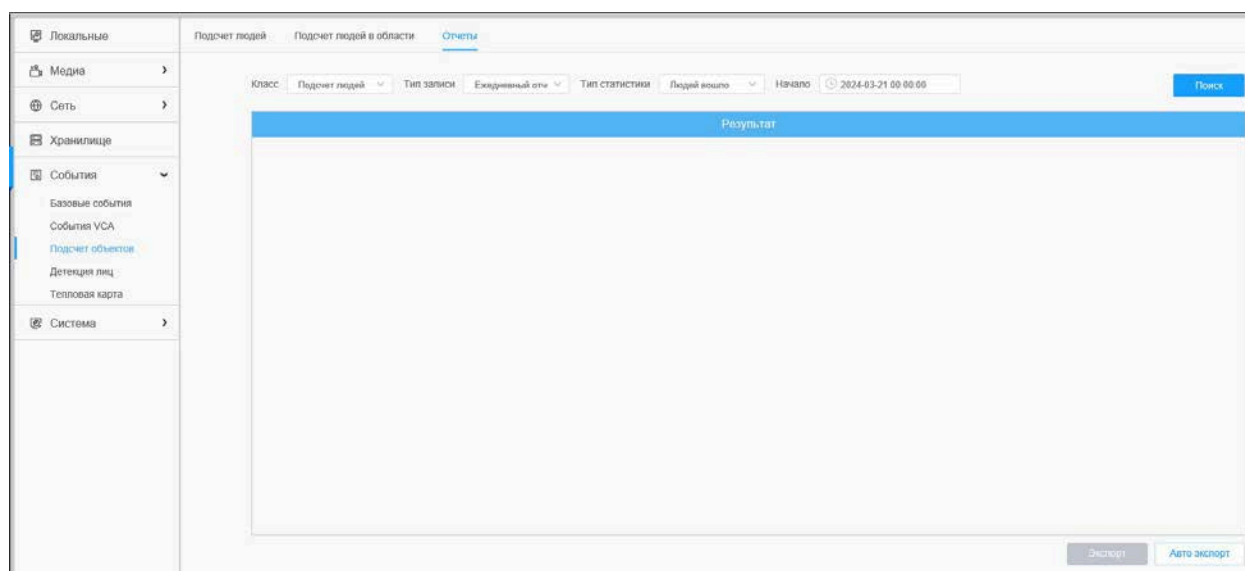 Локальные
Медиа
Сеть
Хранилище
События
Базовые события
События VCA
Подсчет объектов
Детекция лиц
Тепловая карта
Система
Подсчет людей Подсчет людей в области Отчеты
Класс Подсчет людей Тип записи Ежедневный отч Тип статистики Людей вошло Начало 2024-03-21 00:00:00 Поиск
Результат
Экспорт Авто экспорт